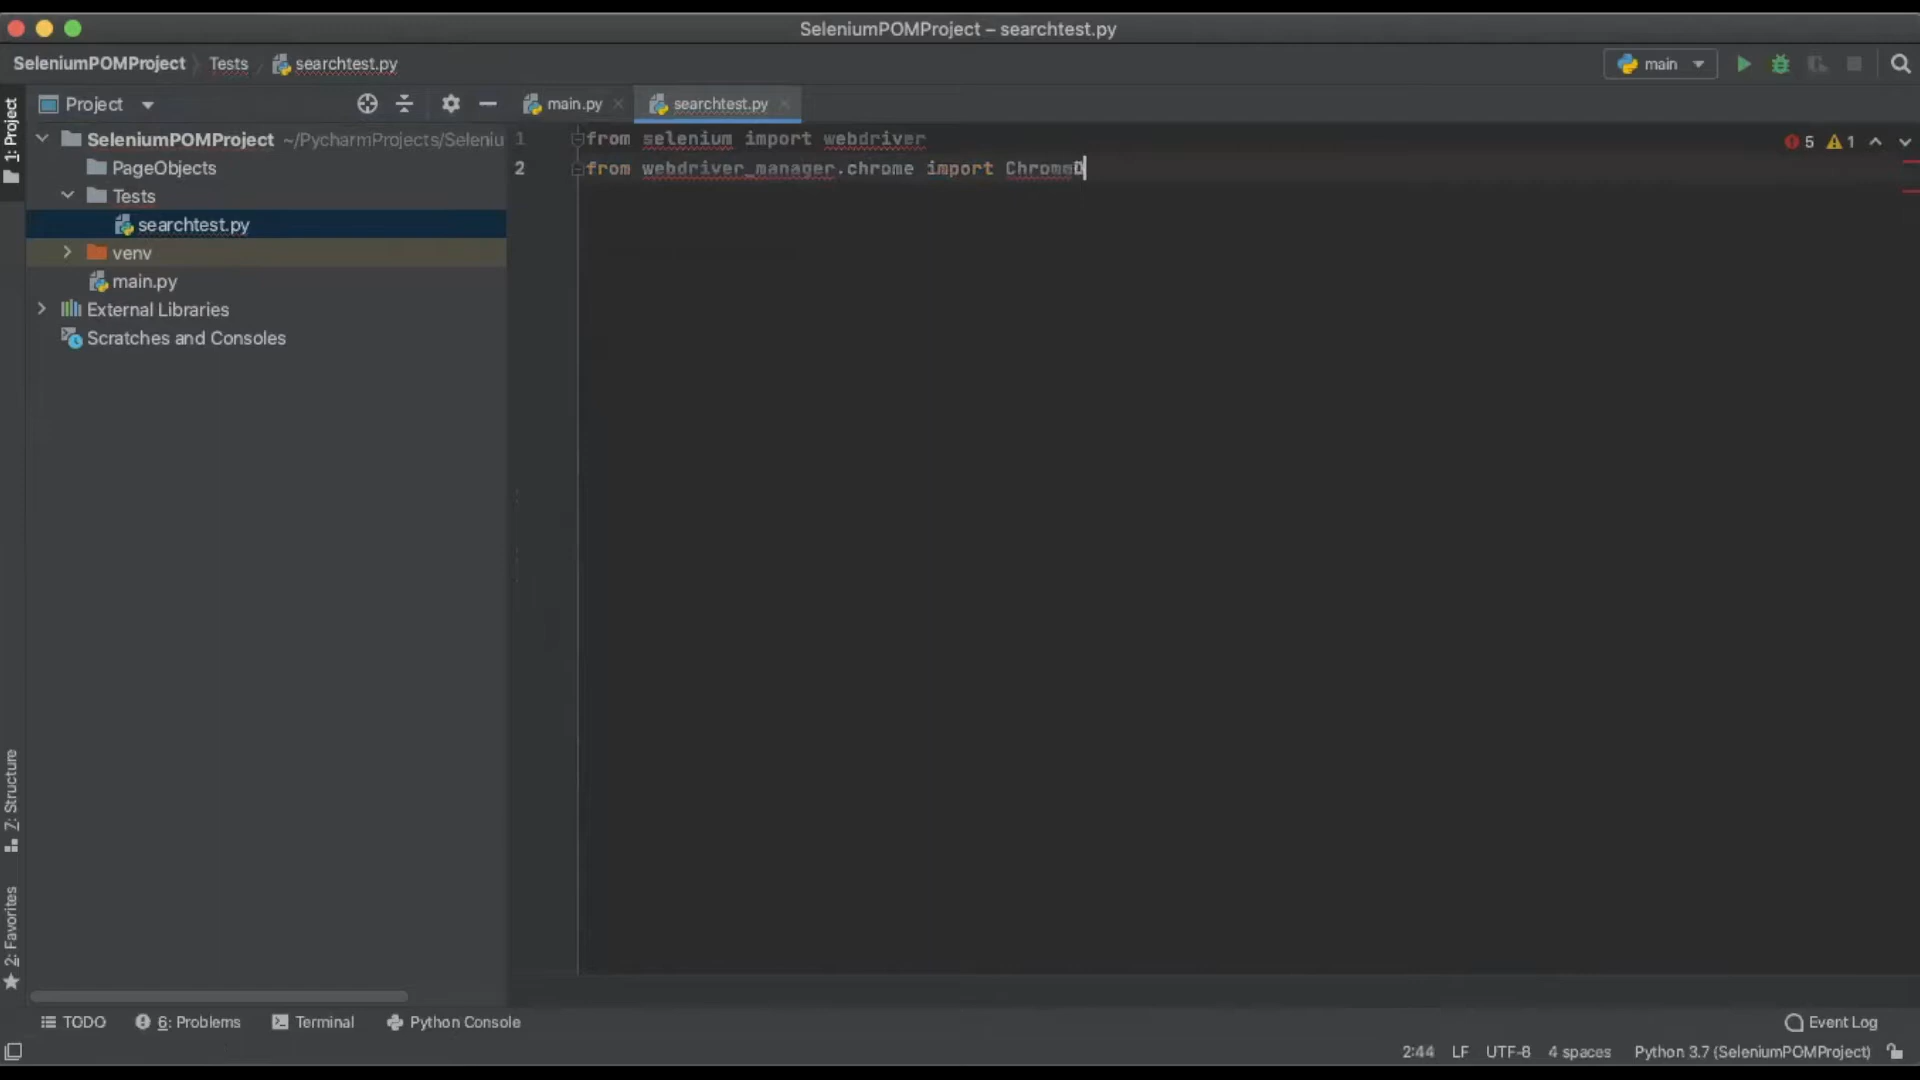 SeleniumPOMProject – searchtest.py
SeleniumPOMProject Tests searchtest.py
main
1: Project
Project
main.py
searchtest.py
SeleniumPOMProject ~/PycharmProjects/Seleniu
PageObjects
Tests
searchtest.py
venv
main.py
External Libraries
Scratches and Consoles
1 from selenium import webdriver
2 from webdriver_manager.chrome import ChromeD
5 1
Z: Structure
2: Favorites
TODO 6: Problems Terminal Python Console
Event Log
2:44 LF UTF-8 4 spaces Python 3.7 (SeleniumPOMProject)